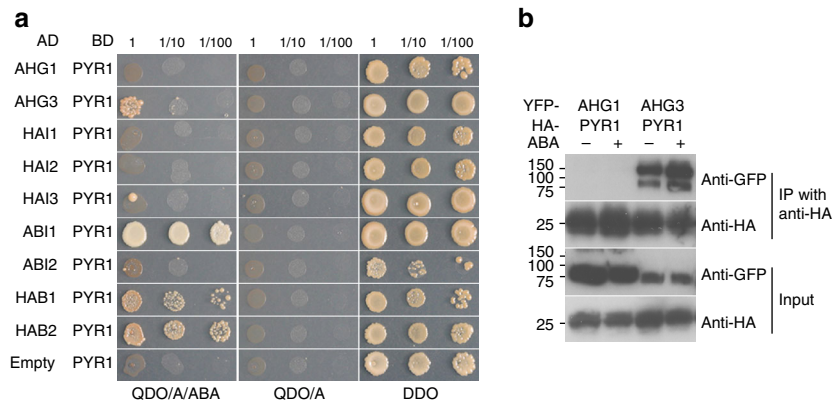 a
AD BD 1 1/10 1/100 1 1/10 1/100 1 1/10 1/100
AHG1 PYR1
AHG3 PYR1
HAI1 PYR1
HAI2 PYR1
HAI3 PYR1
ABI1 PYR1
ABI2 PYR1
HAB1 PYR1
HAB2 PYR1
Empty PYR1
QDO/A/ABA QDO/A DDO
b
YFP- AHG1 AHG3
HA- PYR1 PYR1
ABA – + – +
150
100
75
Anti-GFP
25 Anti-HA
IP with
anti-HA
150
100
75
Anti-GFP
25 Anti-HA
Input